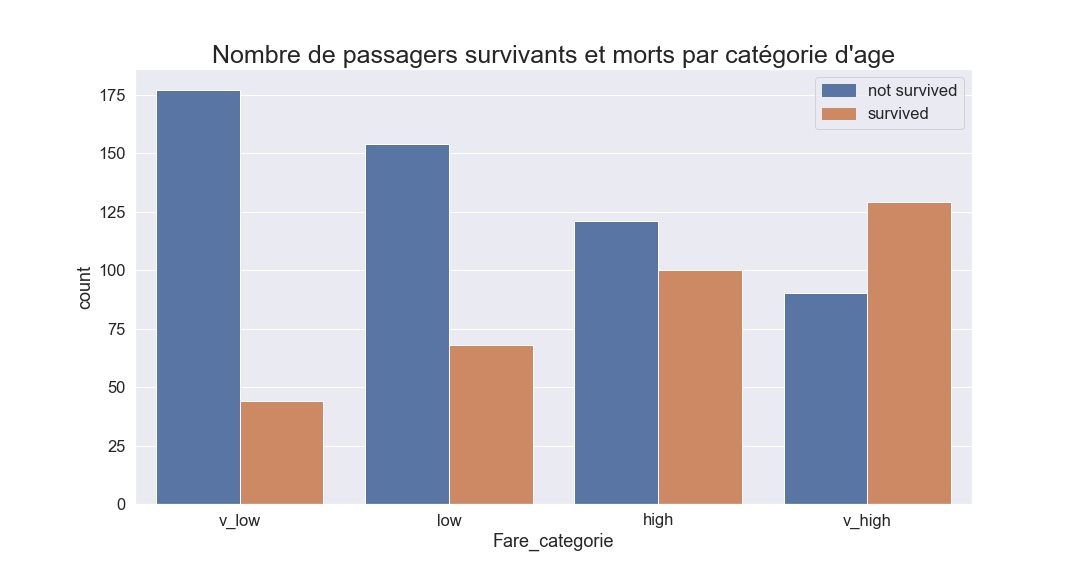 Nombre de passagers survivants et morts par catégorie d'age
not survived
survived
175
150
125
100
75
50
25
0
count
v_low low high v_high
Fare_categorie